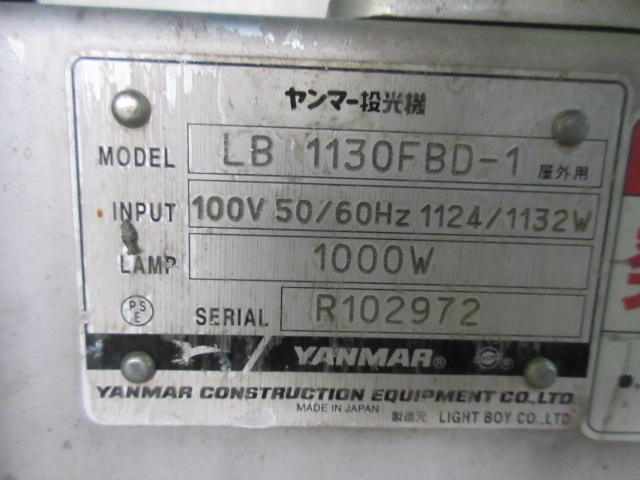 ヤンマー投光機
MODEL LB 1130FBD-1 屋外用
INPUT 100V 50/60Hz 1124/1132W
LAMP 1000W
PS
E
SERIAL R102972
YANMAR® ®
YANMAR CONSTRUCTION EQUIPMENT CO.,LTD.
MADE IN JAPAN
製造元 LIGHT BOY CO.,LTD